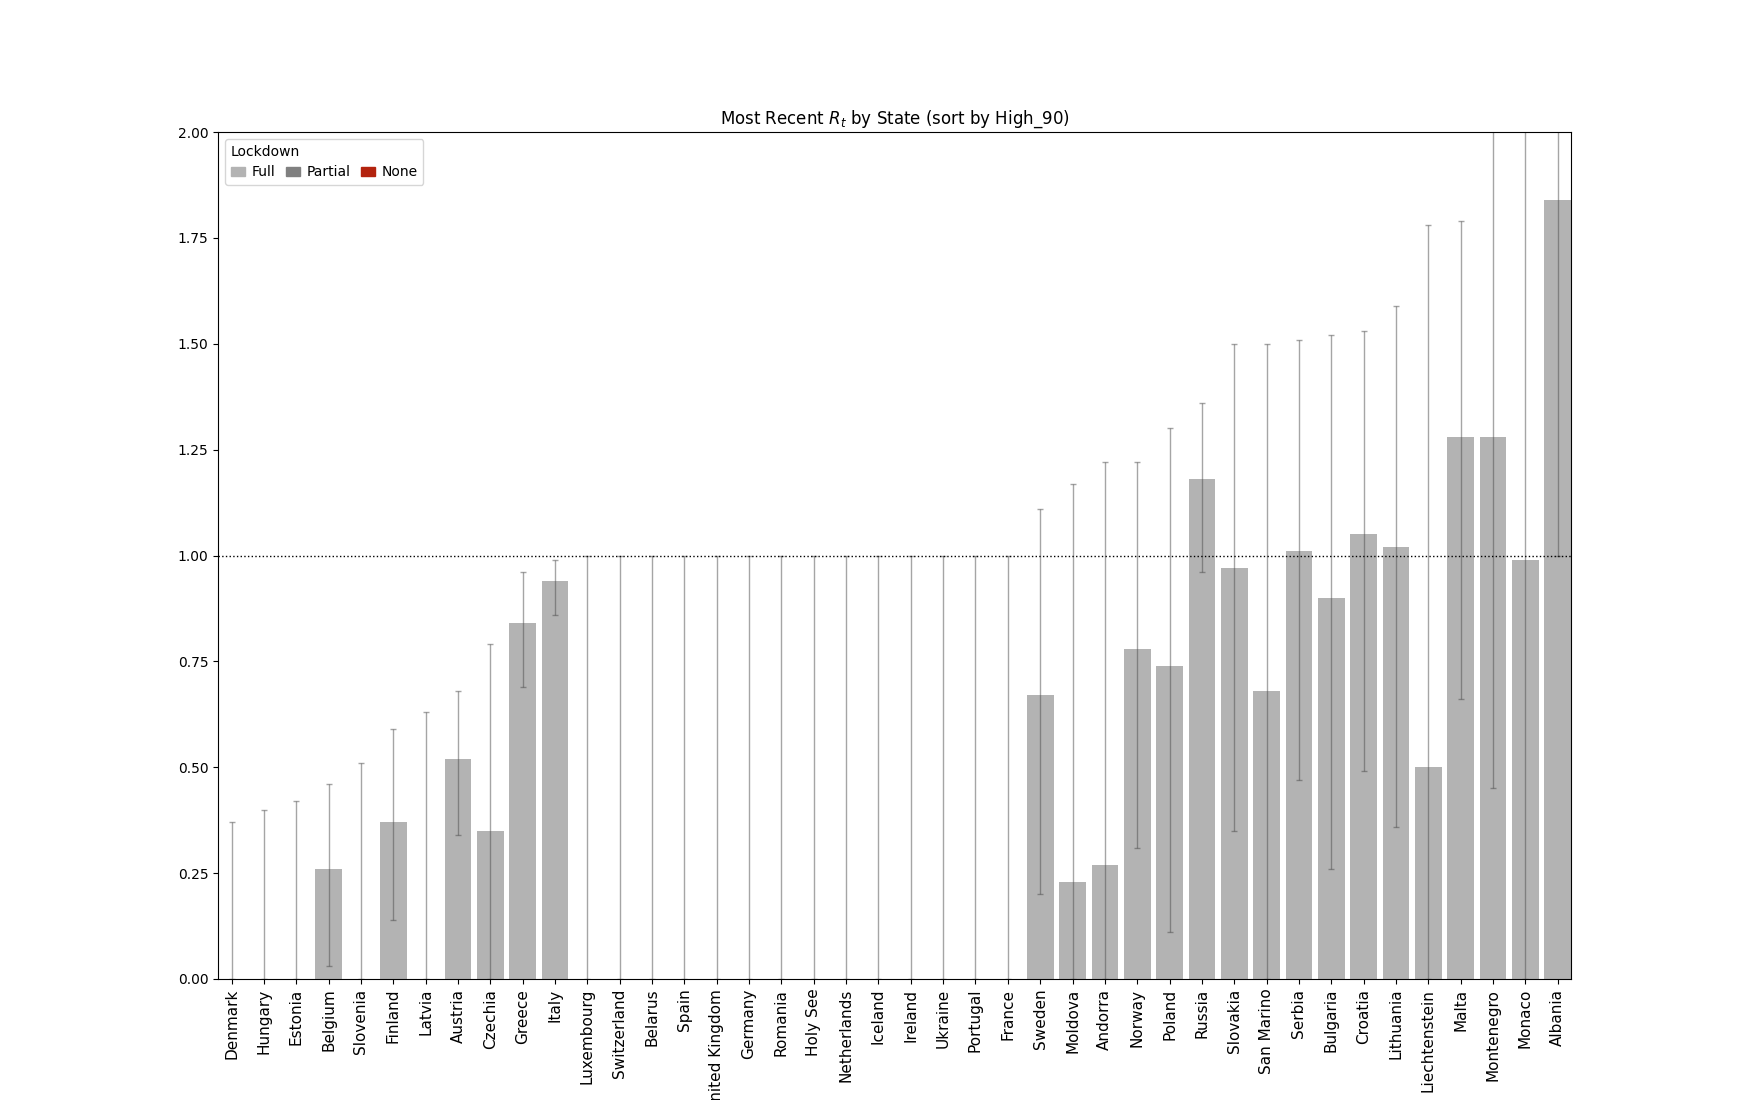 Most Recent R_t by State (sort by High_90)
2.00
Lockdown
Full Partial None
1.75
1.50
1.25
1.00
0.75
0.50
0.25
0.00
Denmark
Hungary
Estonia
Belgium
Slovenia
Finland
Latvia
Austria
Czechia
Greece
Italy
Luxembourg
Switzerland
Belarus
Spain
nited Kingdom
Germany
Romania
Holy See
Netherlands
Iceland
Ireland
Ukraine
Portugal
France
Sweden
Moldova
Andorra
Norway
Poland
Russia
Slovakia
San Marino
Serbia
Bulgaria
Croatia
Lithuania
Liechtenstein
Malta
Montenegro
Monaco
Albania